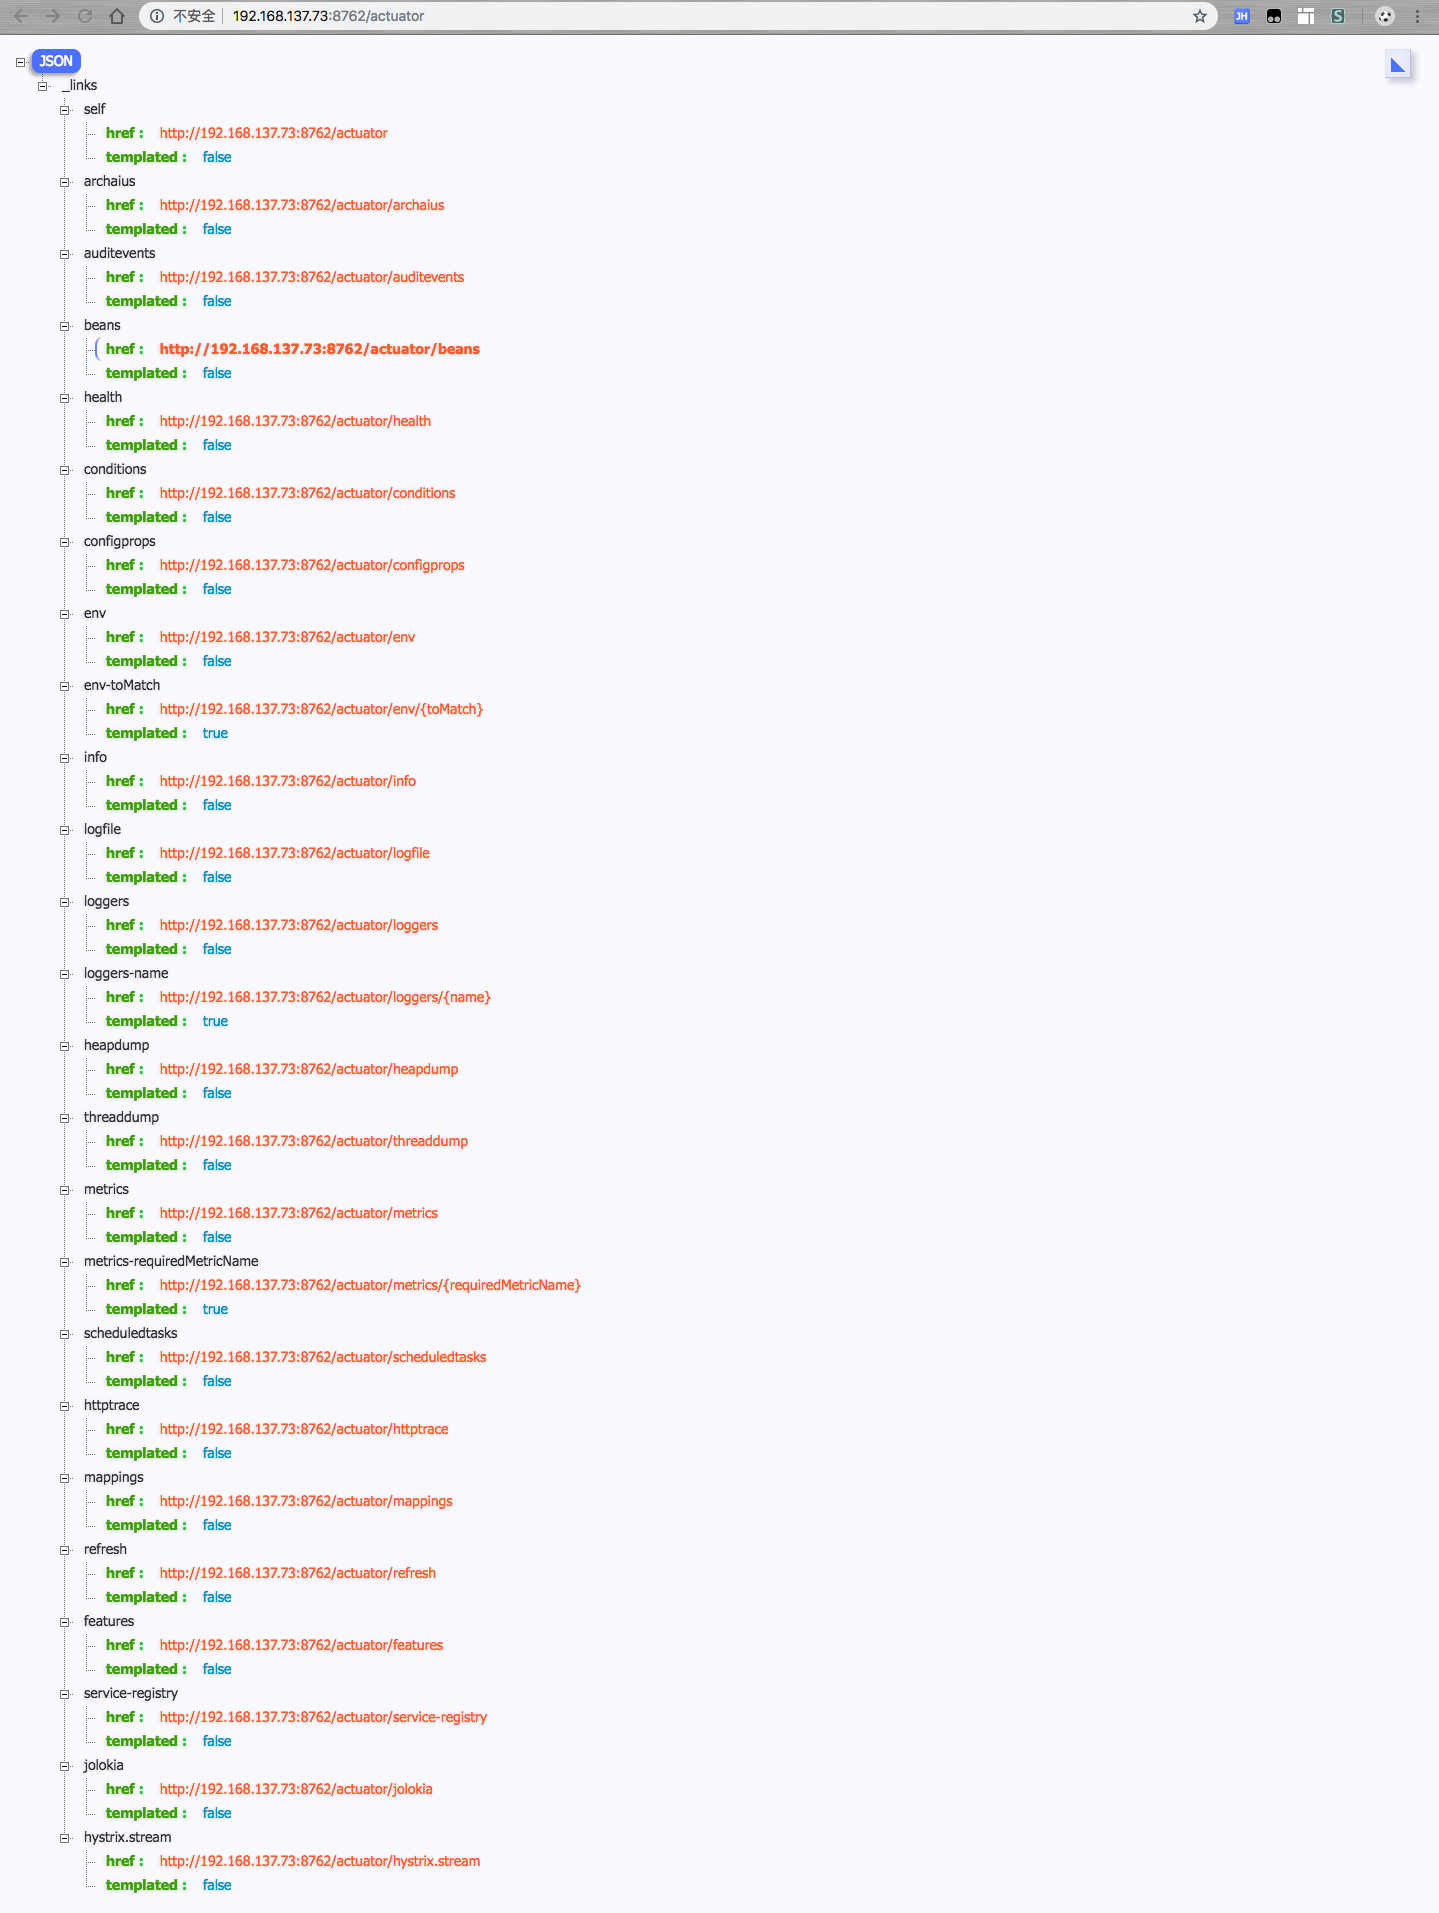 不安全 192.168.137.73:8762/actuator
JH
S
JSON
_links
self
href : http://192.168.137.73:8762/actuator
templated : false
archaius
href : http://192.168.137.73:8762/actuator/archaius
templated : false
auditevents
href : http://192.168.137.73:8762/actuator/auditevents
templated : false
beans
href : http://192.168.137.73:8762/actuator/beans
templated : false
health
href : http://192.168.137.73:8762/actuator/health
templated : false
conditions
href : http://192.168.137.73:8762/actuator/conditions
templated : false
configprops
href : http://192.168.137.73:8762/actuator/configprops
templated : false
env
href : http://192.168.137.73:8762/actuator/env
templated : false
env-toMatch
href : http://192.168.137.73:8762/actuator/env/{toMatch}
templated : true
info
href : http://192.168.137.73:8762/actuator/info
templated : false
logfile
href : http://192.168.137.73:8762/actuator/logfile
templated : false
loggers
href : http://192.168.137.73:8762/actuator/loggers
templated : false
loggers-name
href : http://192.168.137.73:8762/actuator/loggers/{name}
templated : true
heapdump
href : http://192.168.137.73:8762/actuator/heapdump
templated : false
threaddump
href : http://192.168.137.73:8762/actuator/threaddump
templated : false
metrics
href : http://192.168.137.73:8762/actuator/metrics
templated : false
metrics-requiredMetricName
href : http://192.168.137.73:8762/actuator/metrics/{requiredMetricName}
templated : true
scheduledtasks
href : http://192.168.137.73:8762/actuator/scheduledtasks
templated : false
httptrace
href : http://192.168.137.73:8762/actuator/httptrace
templated : false
mappings
href : http://192.168.137.73:8762/actuator/mappings
templated : false
refresh
href : http://192.168.137.73:8762/actuator/refresh
templated : false
features
href : http://192.168.137.73:8762/actuator/features
templated : false
service-registry
href : http://192.168.137.73:8762/actuator/service-registry
templated : false
jolokia
href : http://192.168.137.73:8762/actuator/jolokia
templated : false
hystrix.stream
href : http://192.168.137.73:8762/actuator/hystrix.stream
templated : false